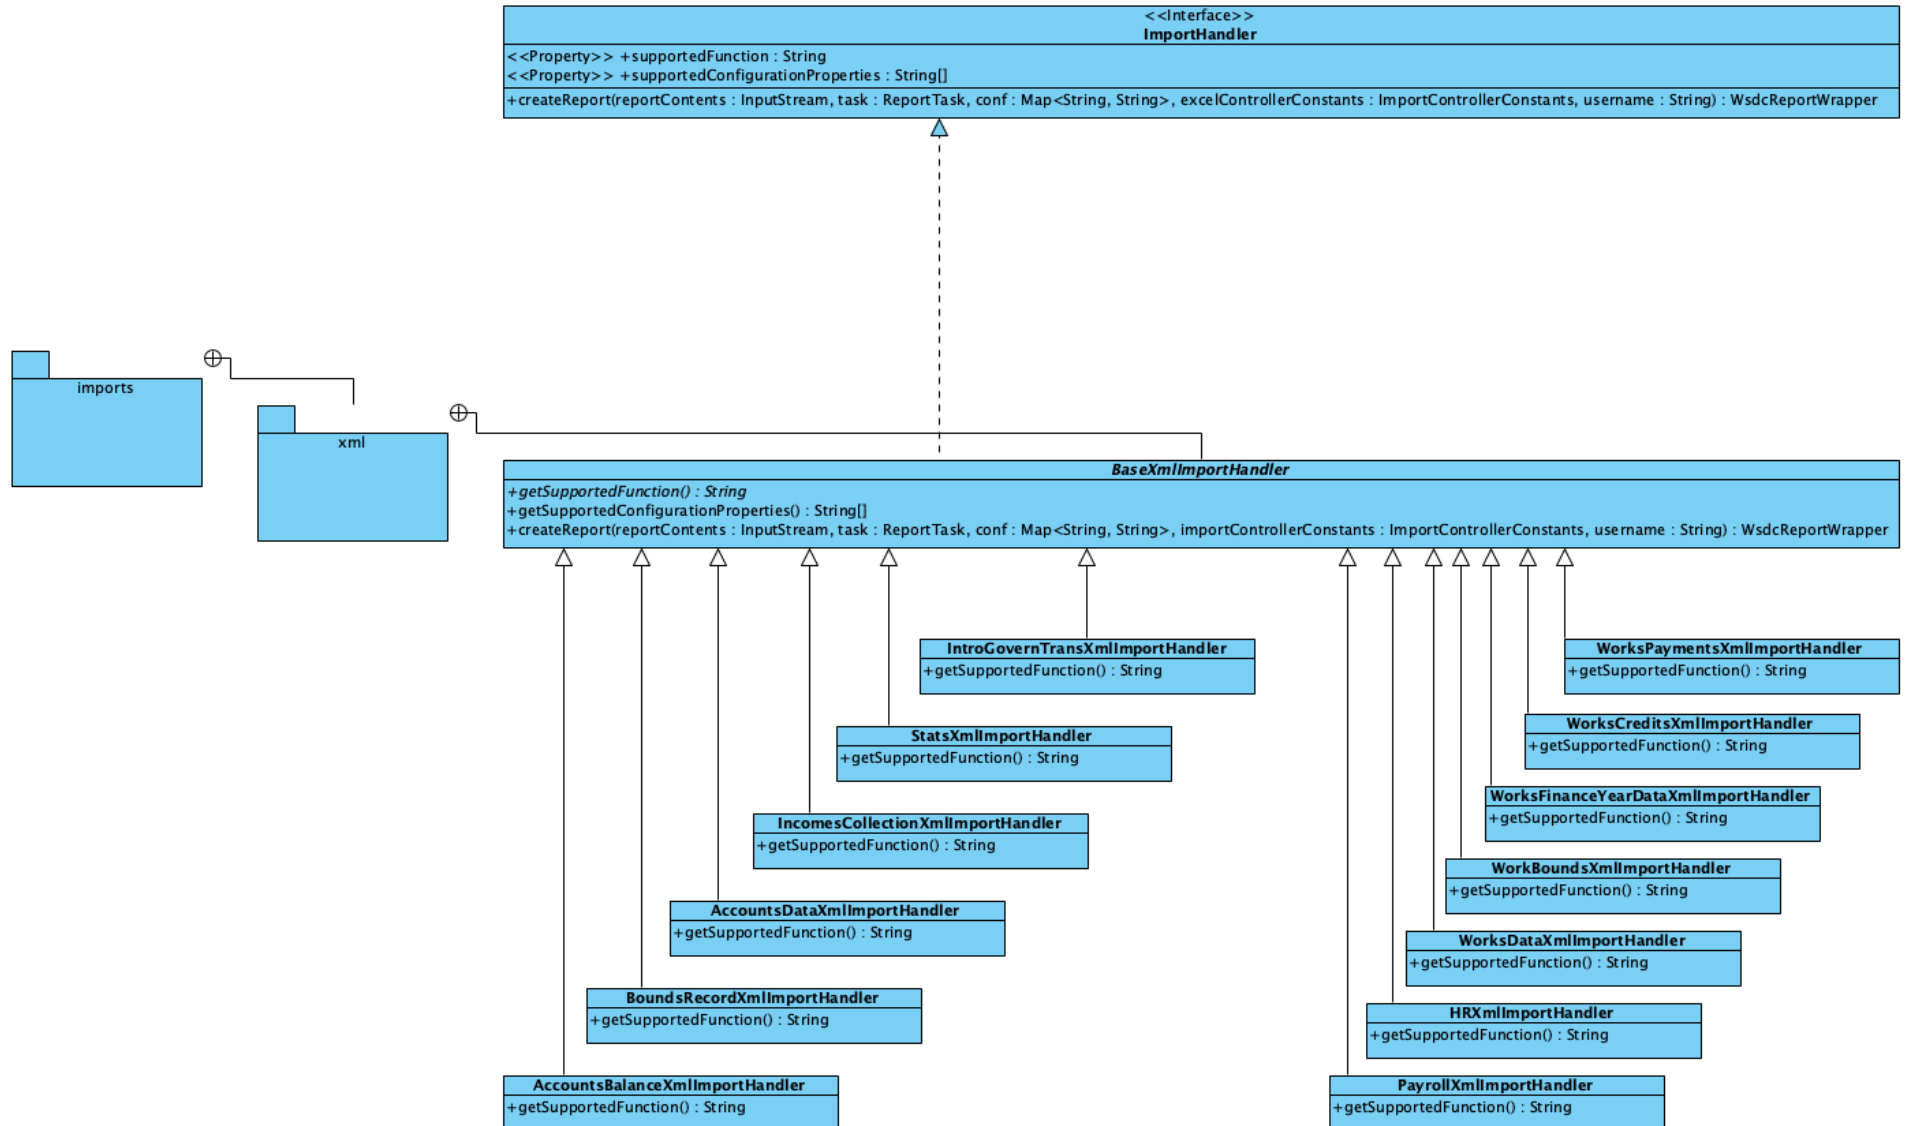 <<Interface>>
ImportHandler
<<Property>> +supportedFunction : String
<<Property>> +supportedConfigurationProperties : String[]
+createReport(reportContents : InputStream, task : ReportTask, conf : Map<String, String>, excelControllerConstants : ImportControllerConstants, username : String) : WsdcReportWrapper
imports
xml
BaseXmlImportHandler
+getSupportedFunction() : String
+getSupportedConfigurationProperties() : String[]
+createReport(reportContents : InputStream, task : ReportTask, conf : Map<String, String>, importControllerConstants : ImportControllerConstants, username : String) : WsdcReportWrapper
IntroGovernTransXmlImportHandler
+getSupportedFunction() : String
WorksPaymentsXmlImportHandler
+getSupportedFunction() : String
WorksCreditsXmlImportHandler
+getSupportedFunction() : String
StatsXmlImportHandler
+getSupportedFunction() : String
WorksFinanceYearDataXmlImportHandler
+getSupportedFunction() : String
IncomesCollectionXmlImportHandler
+getSupportedFunction() : String
WorkBoundsXmlImportHandler
+getSupportedFunction() : String
AccountsDataXmlImportHandler
+getSupportedFunction() : String
WorksDataXmlImportHandler
+getSupportedFunction() : String
BoundsRecordXmlImportHandler
+getSupportedFunction() : String
HRXmlImportHandler
+getSupportedFunction() : String
AccountsBalanceXmlImportHandler
+getSupportedFunction() : String
PayrollXmlImportHandler
+getSupportedFunction() : String